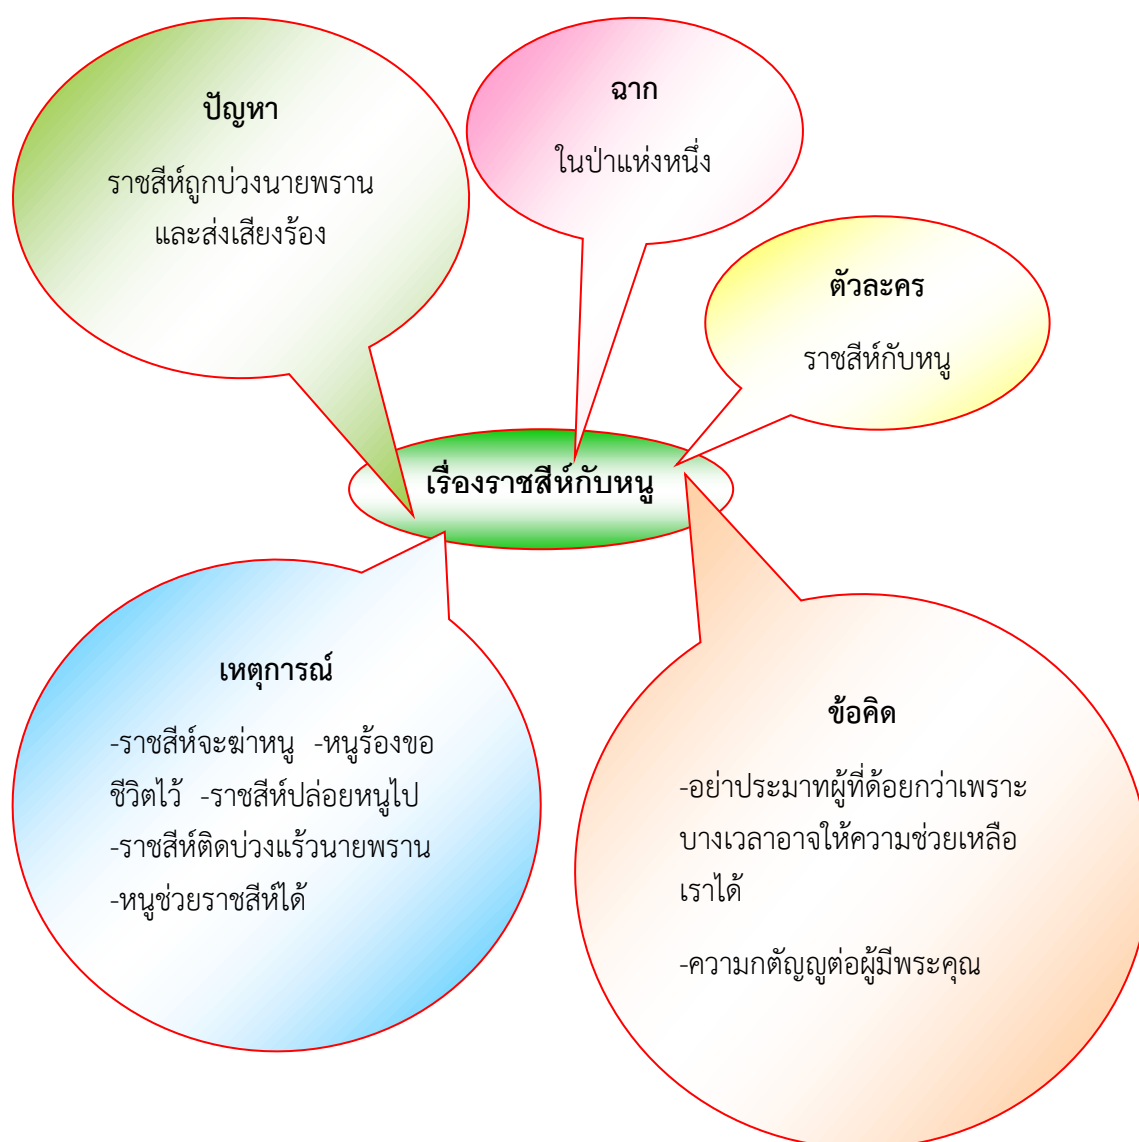 ปัญหา
ราชสีห์ถูกบ่วงนายพราน
และส่งเสียงร้อง
ฉาก
ในป่าแห่งหนึ่ง
ตัวละคร
ราชสีห์กับหนู
เรื่องราชสีห์กับหนู
เหตุการณ์
-ราชสีห์จะฆ่าหนู -หนูร้องขอ
ชีวิตไว้ -ราชสีห์ปล่อยหนูไป
-ราชสีห์ติดบ่วงแร้วนายพราน
-หนูช่วยราชสีห์ได้
ข้อคิด
-อย่าประมาทผู้ที่ด้อยกว่าเพราะ
บางเวลาอาจให้ความช่วยเหลือ
เราได้
-ความกตัญญูต่อผู้มีพระคุณ